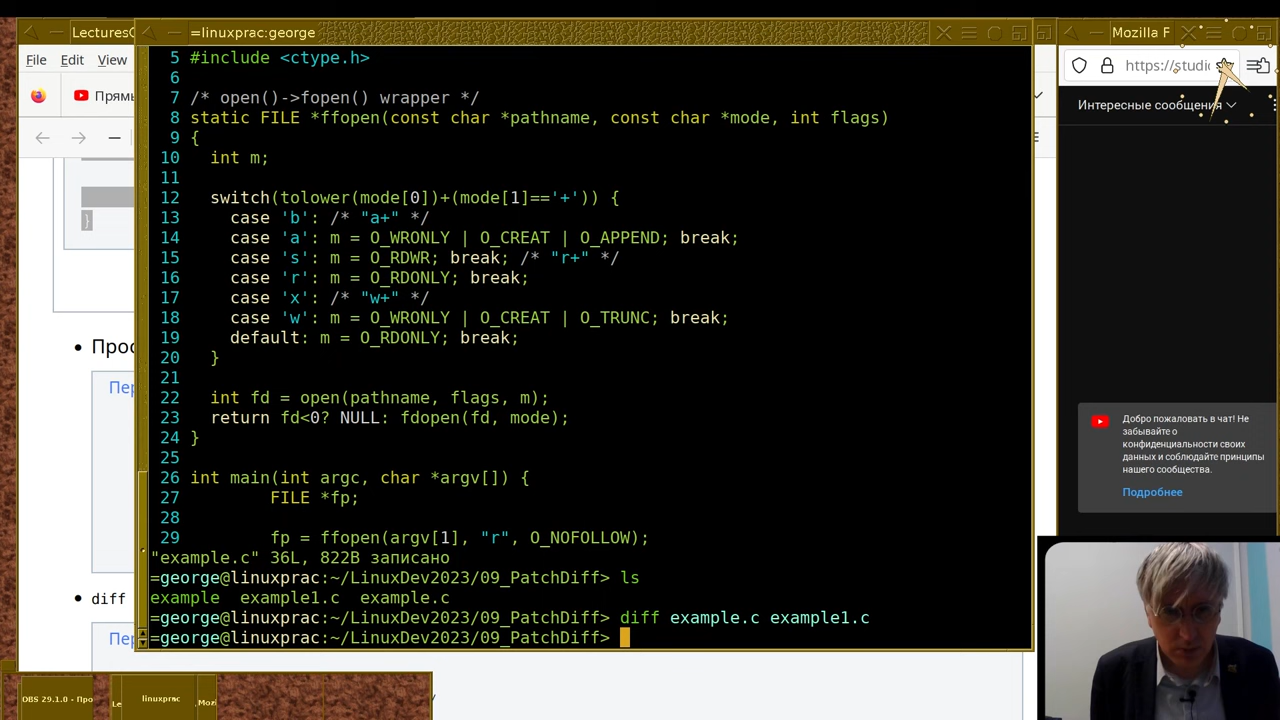 LecturesC
=linuxprac:george
Mozilla F
File Edit View
Прямы
https://studio
Интересные сообщения
5 #include <ctype.h>
6
7 /* open()->fopen() wrapper */
8 static FILE *ffopen(const char *pathname, const char *mode, int flags)
9 {
10   int m;
11
12   switch(tolower(mode[0])+(mode[1]=='+')) {
13     case 'b': /* "a+" */
14     case 'a': m = O_WRONLY | O_CREAT | O_APPEND; break;
15     case 's': m = O_RDWR; break; /* "r+" */
16     case 'r': m = O_RDONLY; break;
17     case 'x': /* "w+" */
18     case 'w': m = O_WRONLY | O_CREAT | O_TRUNC; break;
19     default: m = O_RDONLY; break;
20   }
21
22   int fd = open(pathname, flags, m);
23   return fd<0? NULL: fdopen(fd, mode);
24 }
25
26 int main(int argc, char *argv[]) {
27         FILE *fp;
28
29         fp = ffopen(argv[1], "r", O_NOFOLLOW);
"example.c" 36L, 822B записано
=george@linuxprac:~/LinuxDev2023/09_PatchDiff> ls
example  example1.c  example.c
=george@linuxprac:~/LinuxDev2023/09_PatchDiff> diff example.c example1.c
=george@linuxprac:~/LinuxDev2023/09_PatchDiff>
}
• Прос
Пер
• diff
Пер
Добро пожаловать в чат! Не
забывайте о
конфиденциальности своих
данных и соблюдайте принципы
нашего сообщества.
Подробнее
OBS 29.1.0 - Про
Le
linuxprac
Moz